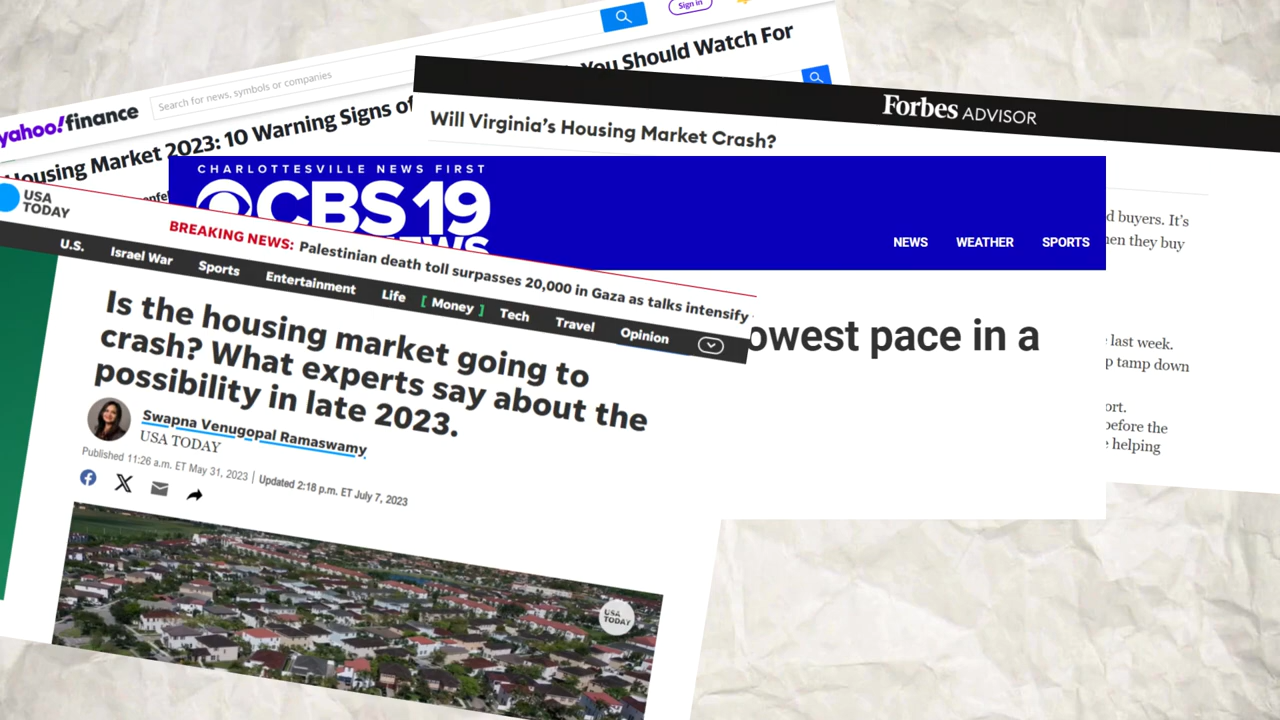 Sign in
yahoo!finance
Search for news, symbols or companies
You Should Watch For
Housing Market 2023: 10 Warning Signs of
Forbes ADVISOR
Will Virginia's Housing Market Crash?
d buyers. It's
en they buy
last week.
p tamp down
ort.
before the
helping
CHARLOTTESVILLE NEWS FIRST
CBS19
NEWS
NEWS WEATHER SPORTS
owest pace in a
USA
TODAY
BREAKING NEWS: Palestinian death toll surpasses 20,000 in Gaza as talks intensify
U.S. Israel War Sports Entertainment Life [ Money ] Tech Travel Opinion
Is the housing market going to
crash? What experts say about the
possibility in late 2023.
Swapna Venugopal Ramaswamy
USA TODAY
Published 11:26 a.m. ET May 31, 2023 | Updated 2:18 p.m. ET July 7, 2023
USA
TODAY